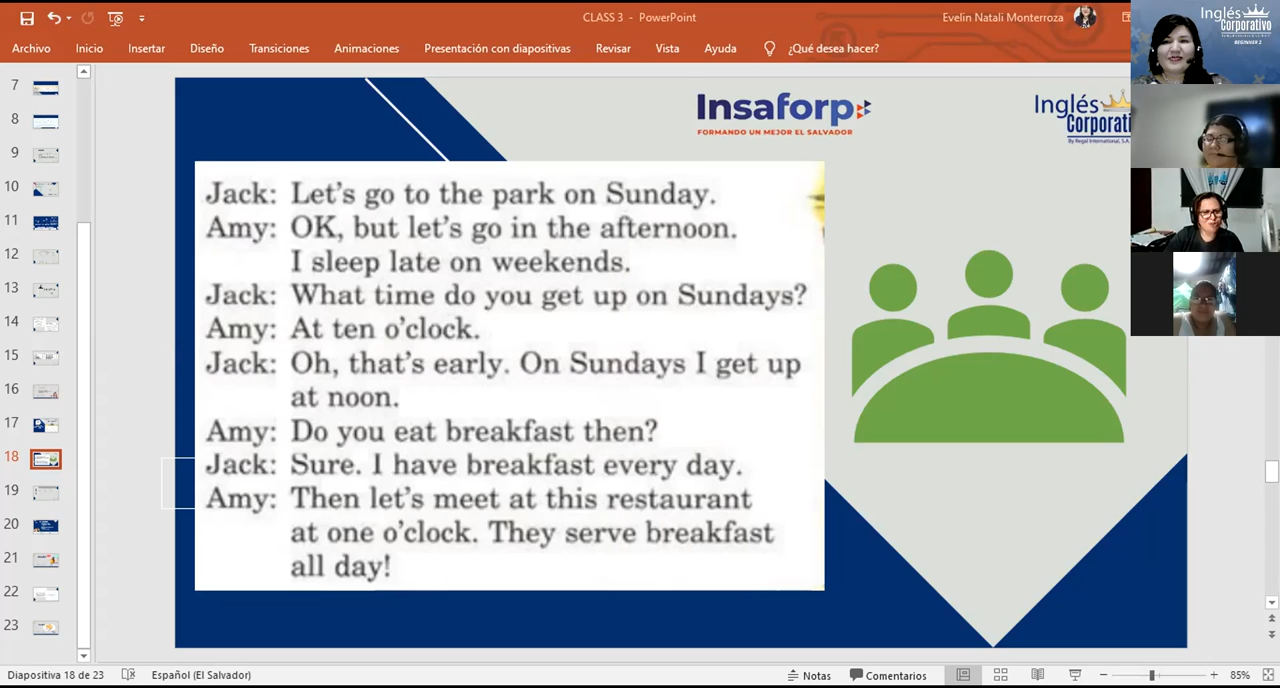 CLASS 3 - PowerPoint
Evelin Natali Monterroza
Archivo Inicio Insertar Diseño Transiciones Animaciones Presentación con diapositivas Revisar Vista Ayuda ¿Qué desea hacer?
Inglés
Corporativo
BEGINNER 2
7
8
9
10
11
12
13
14
15
16
17
18
19
20
21
22
23
Insaforp
FORMANDO UN MEJOR EL SALVADOR
Inglés
Corporati
By Regal International, S.A.
Jack: Let's go to the park on Sunday.
Amy: OK, but let's go in the afternoon.
I sleep late on weekends.
Jack: What time do you get up on Sundays?
Amy: At ten o'clock.
Jack: Oh, that's early. On Sundays I get up
at noon.
Amy: Do you eat breakfast then?
Jack: Sure. I have breakfast every day.
Amy: Then let's meet at this restaurant
at one o'clock. They serve breakfast
all day!
Diapositiva 18 de 23 Español (El Salvador) Notas Comentarios 85%